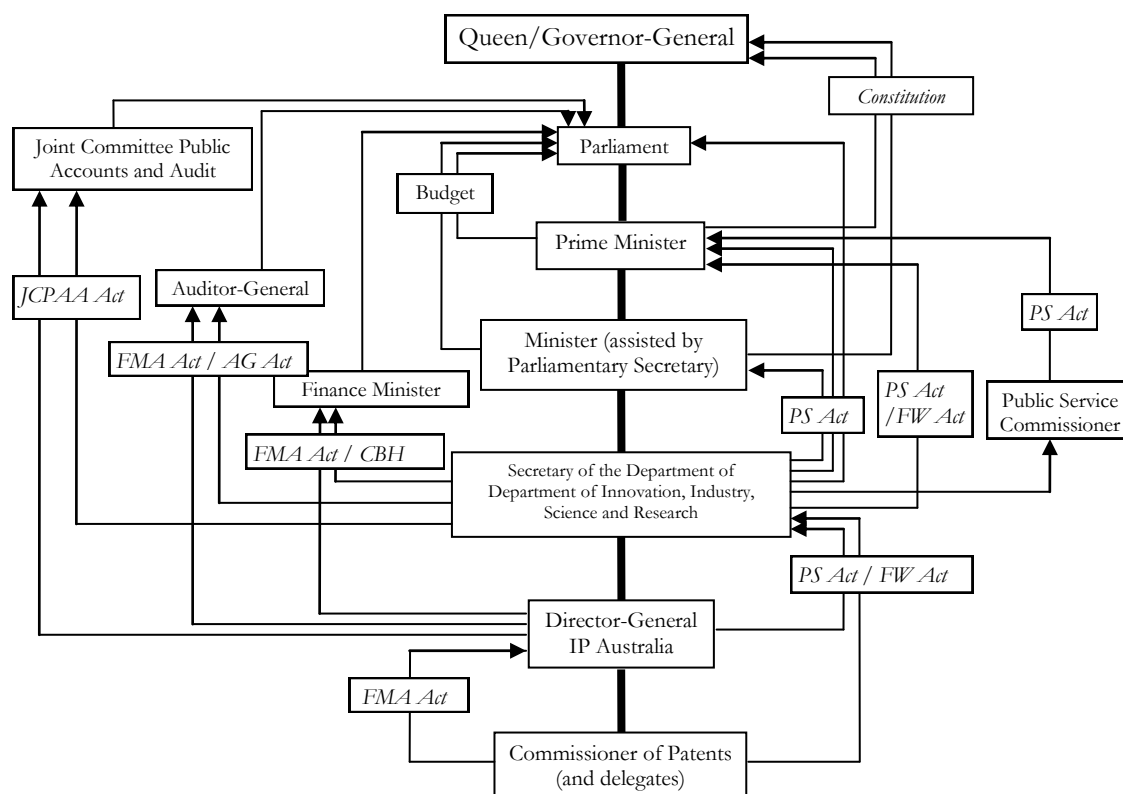 Queen/Governor-General
Constitution
Joint Committee Public
Accounts and Audit
Parliament
Budget
Prime Minister
JCPAA Act
Auditor-General
PS Act
FMA Act / AG Act
Minister (assisted by
Parliamentary Secretary)
Finance Minister
PS Act
PS Act
/FW Act
Public Service
Commissioner
FMA Act / CBH
Secretary of the Department of
Department of Innovation, Industry,
Science and Research
PS Act / FW Act
Director-General
IP Australia
FMA Act
Commissioner of Patents
(and delegates)